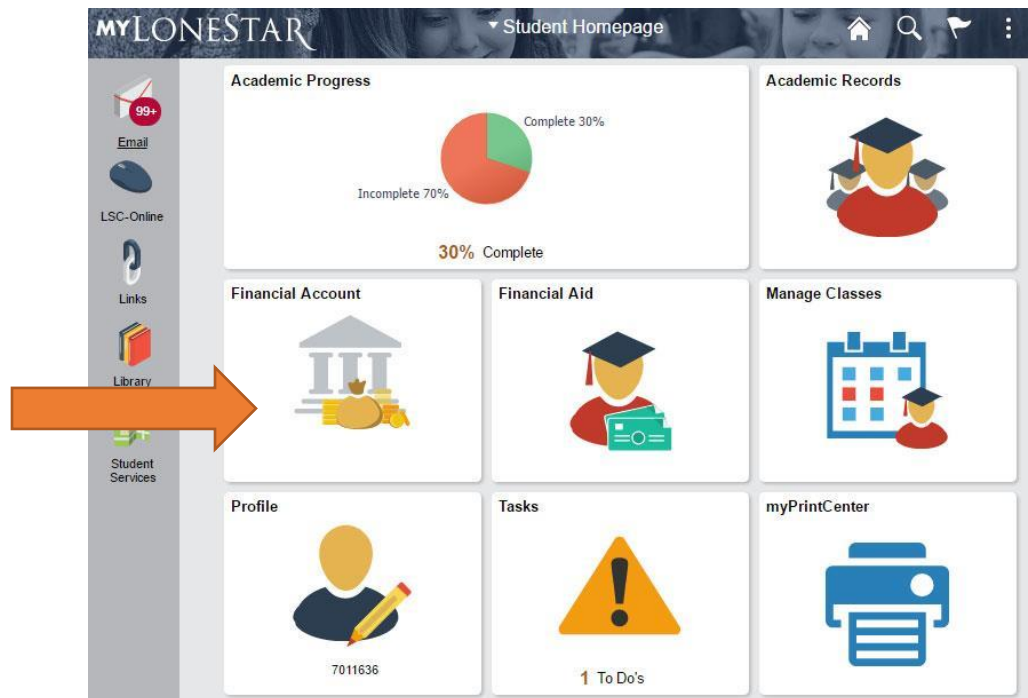 MYLONESTAR
Student Homepage
99+
Email
LSC-Online
Links
Library
Student
Services
Academic Progress
Complete 30%
Incomplete 70%
30% Complete
Academic Records
Financial Account
Financial Aid
Manage Classes
Profile
7011636
Tasks
1 To Do's
myPrintCenter